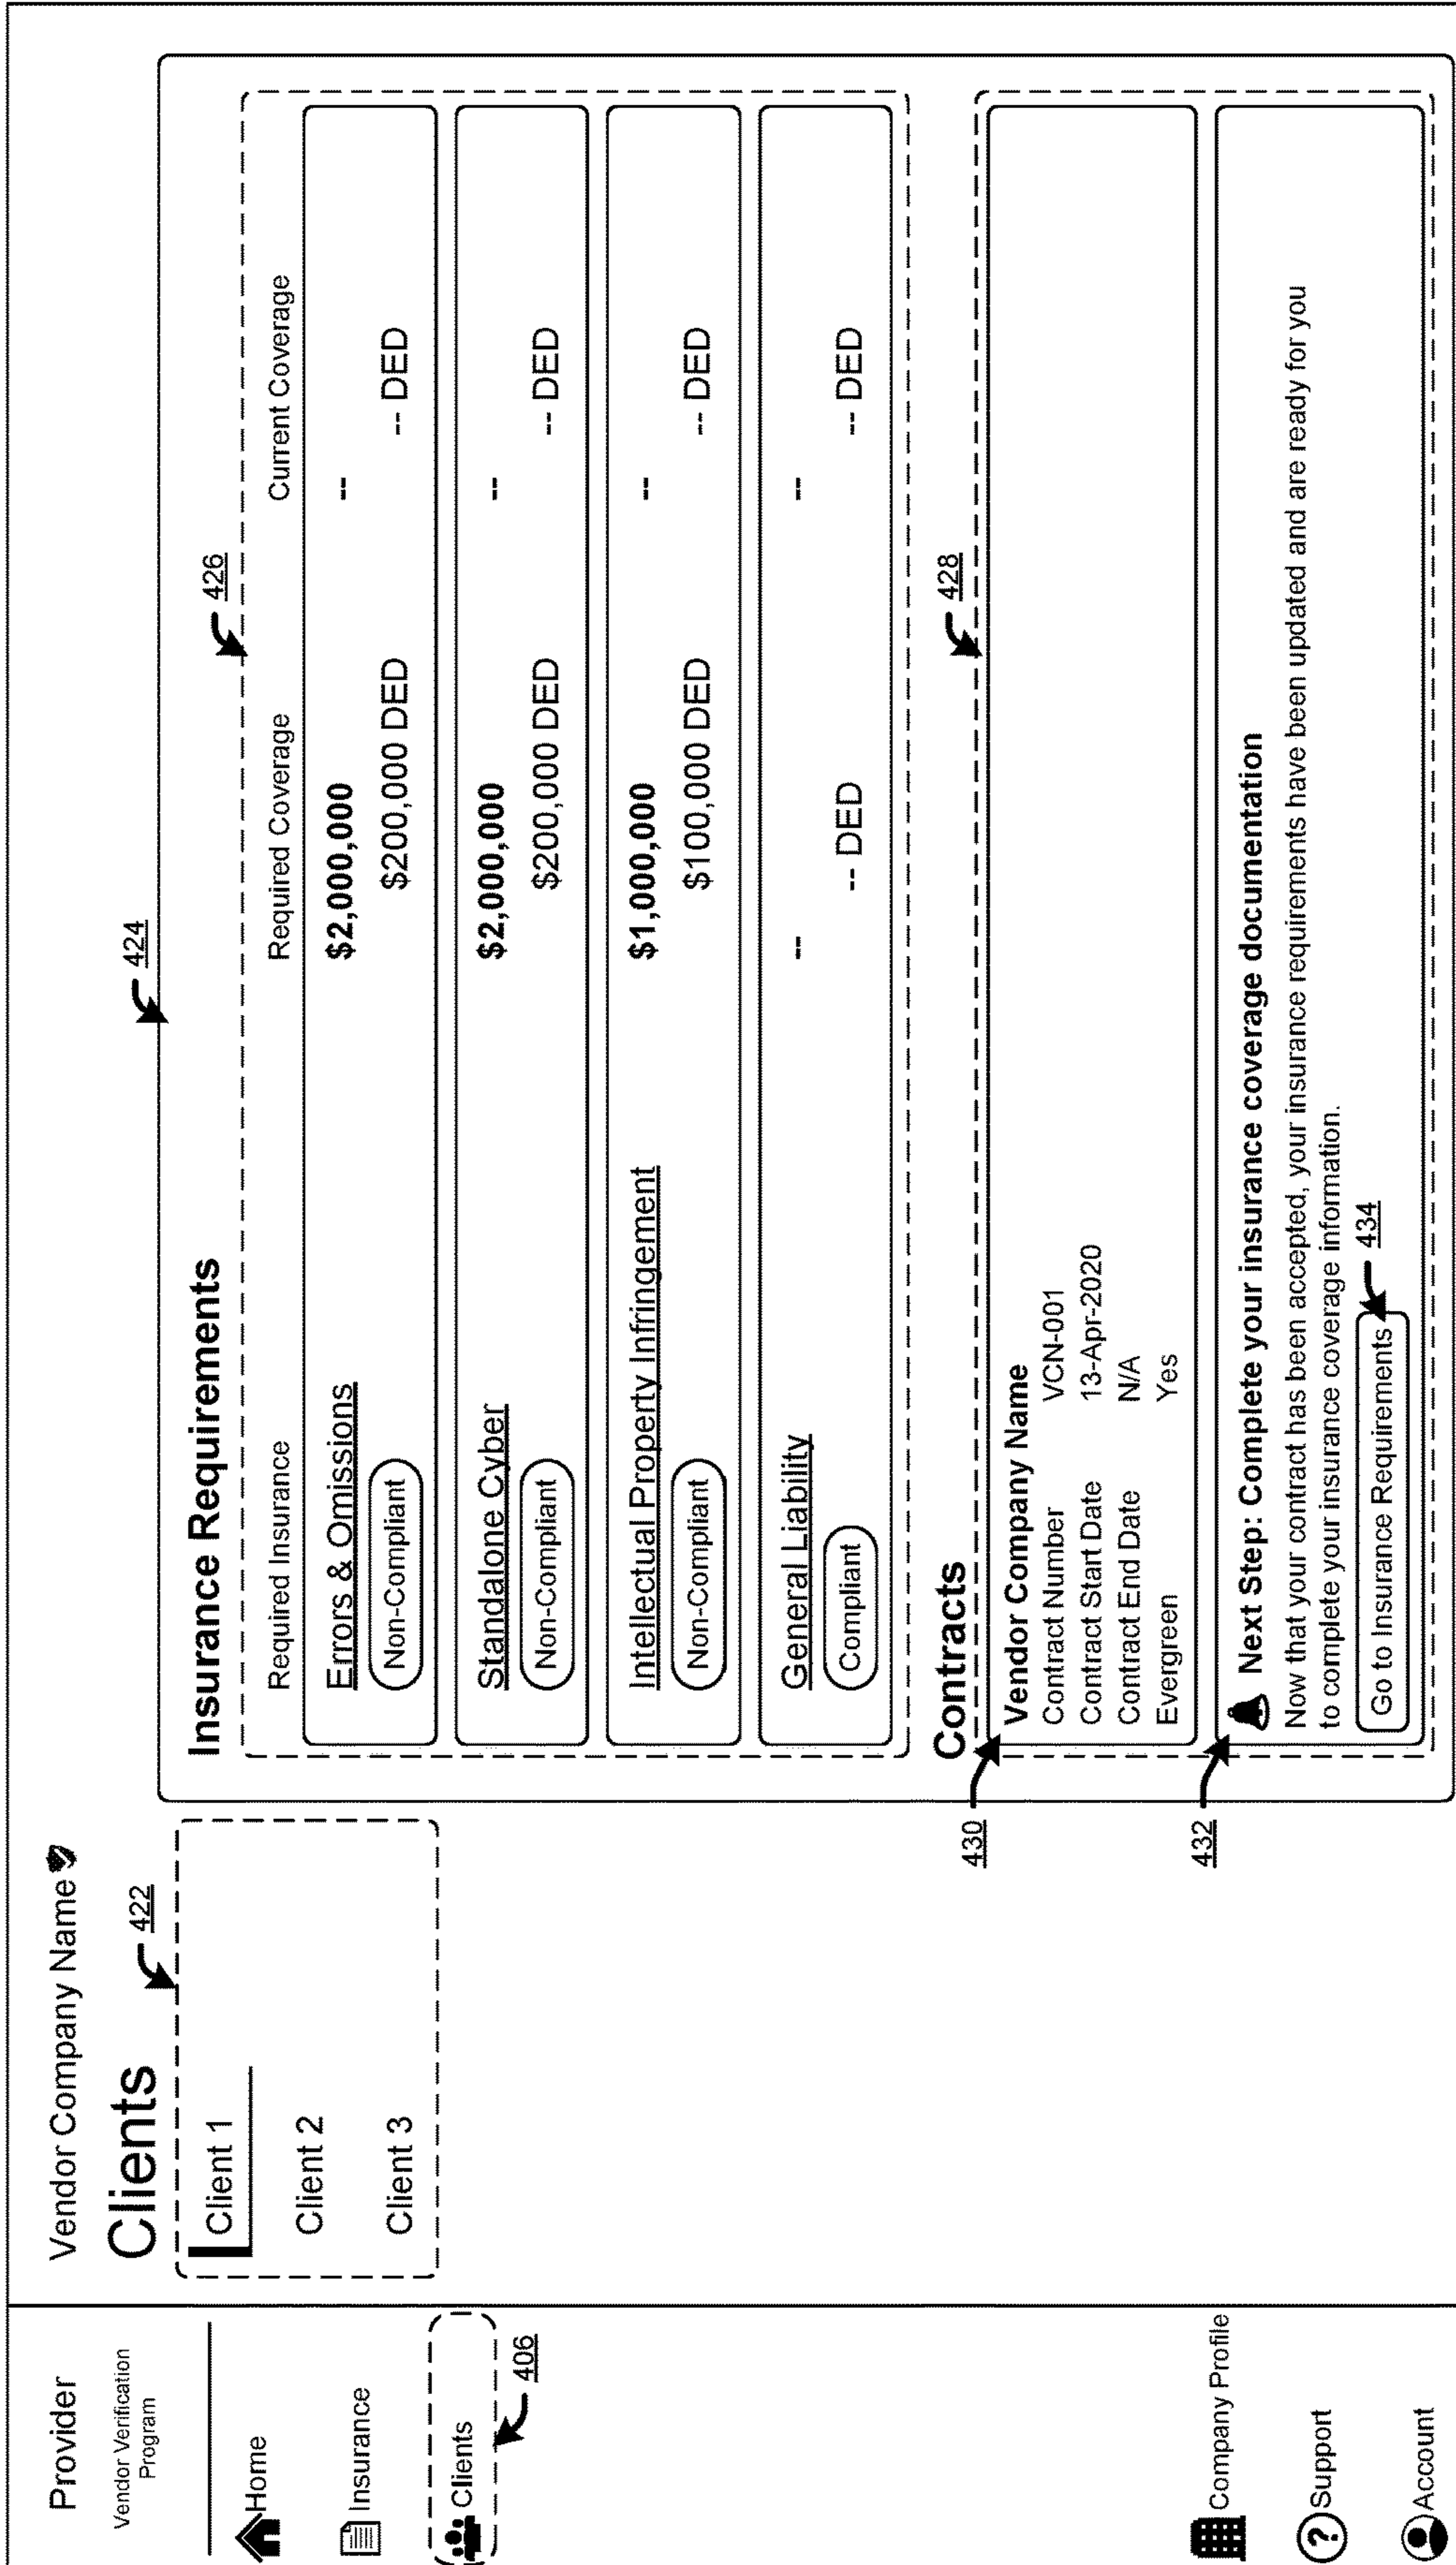 Provider
Vendor Verification
Program
Home
Insurance
Clients
406
Company Profile
Support
Account
Vendor Company Name
Clients
422
Client 1
Client 2
Client 3
424
Insurance Requirements
426
Required Insurance Required Coverage Current Coverage
Errors & Omissions $2,000,000 --
Non-Compliant $200,000 DED -- DED
Standalone Cyber $2,000,000 --
Non-Compliant $200,000 DED -- DED
Intellectual Property Infringement $1,000,000 --
Non-Compliant $100,000 DED -- DED
General Liability -- --
Compliant -- DED -- DED
Contracts
428
430
Vendor Company Name
Contract Number VCN-001
Contract Start Date 13-Apr-2020
Contract End Date N/A
Evergreen Yes
432
Next Step: Complete your insurance coverage documentation
Now that your contract has been accepted, your insurance requirements have been updated and are ready for you
to complete your insurance coverage information.
Go to Insurance Requirements
434